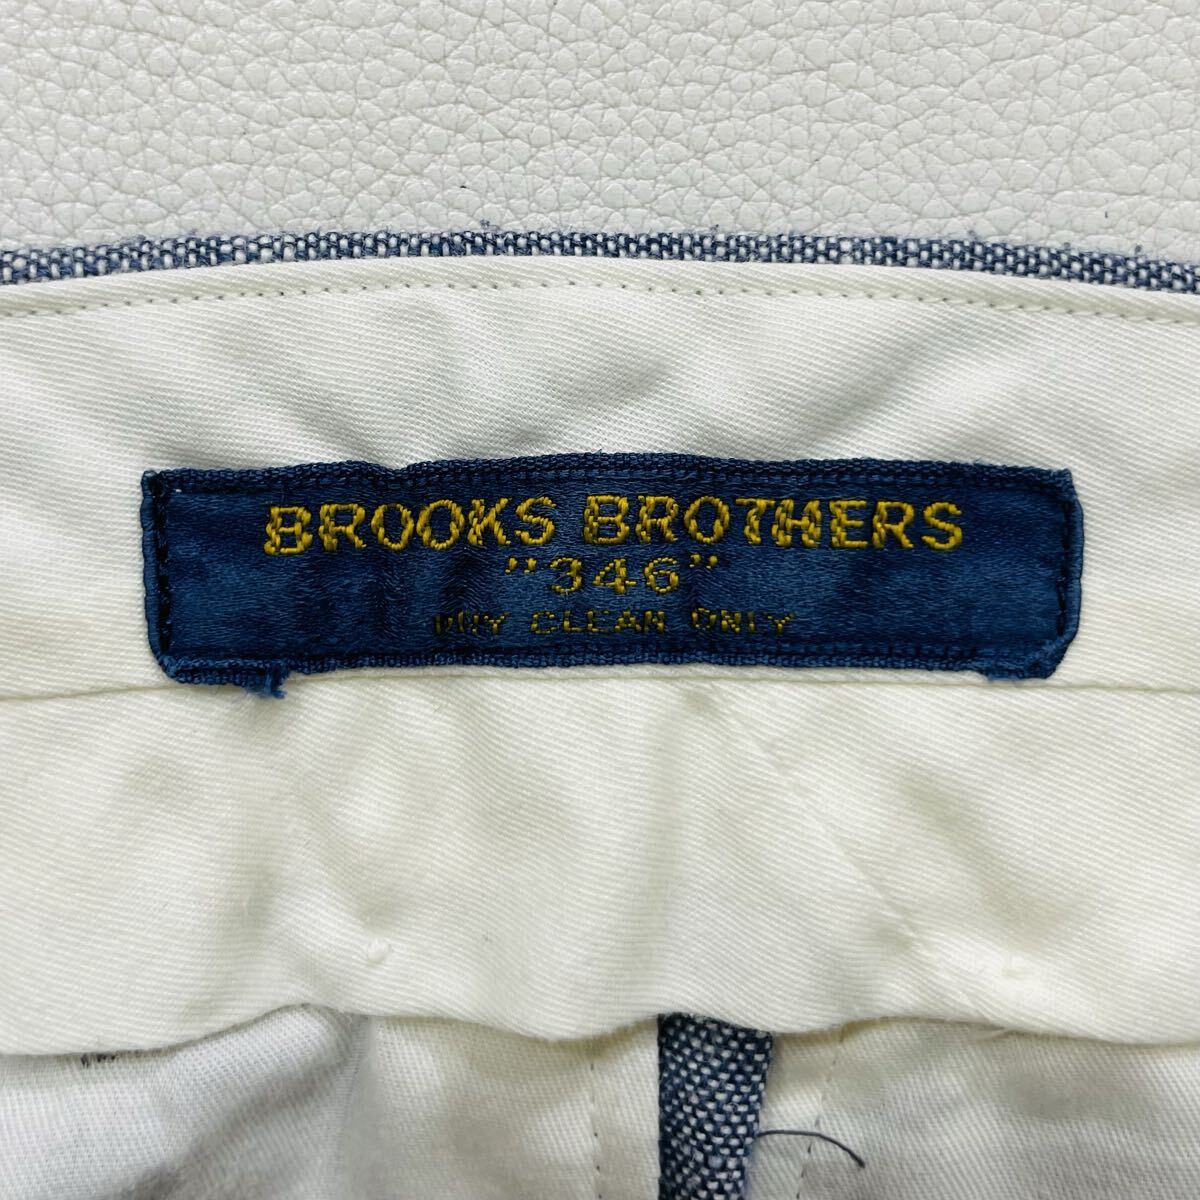 BROOKS BROTHERS
"346"
DRY CLEAN ONLY